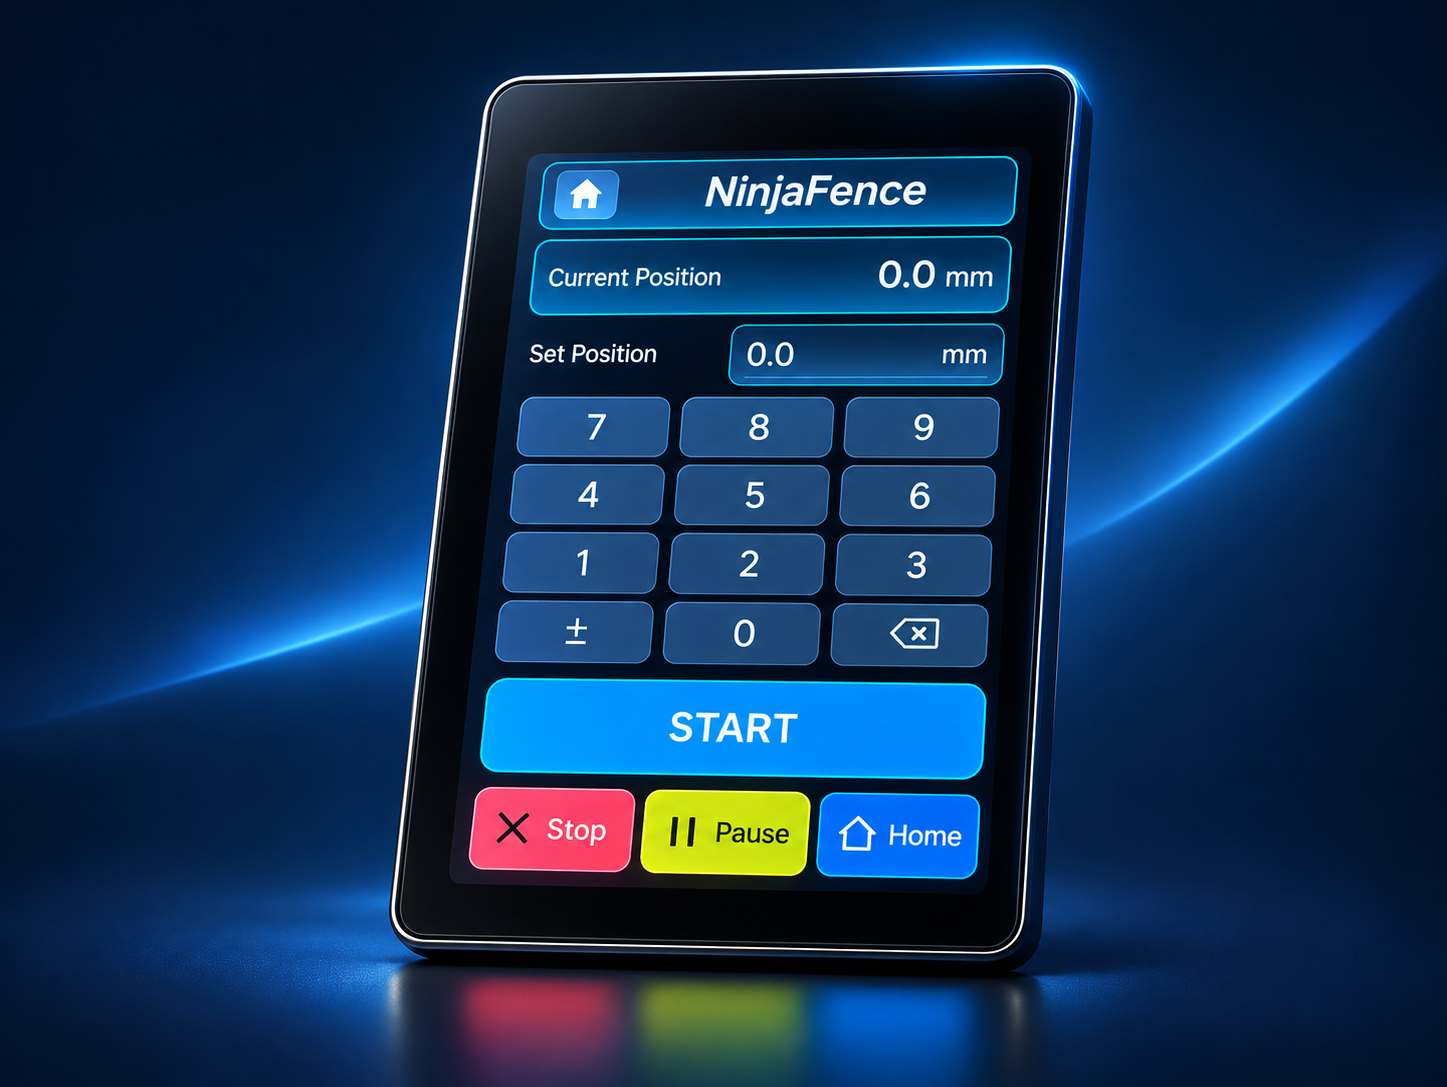 NinjaFence
Current Position 0.0 mm
Set Position 0.0 mm
7 8 9
4 5 6
1 2 3
± 0
START
Stop Pause Home